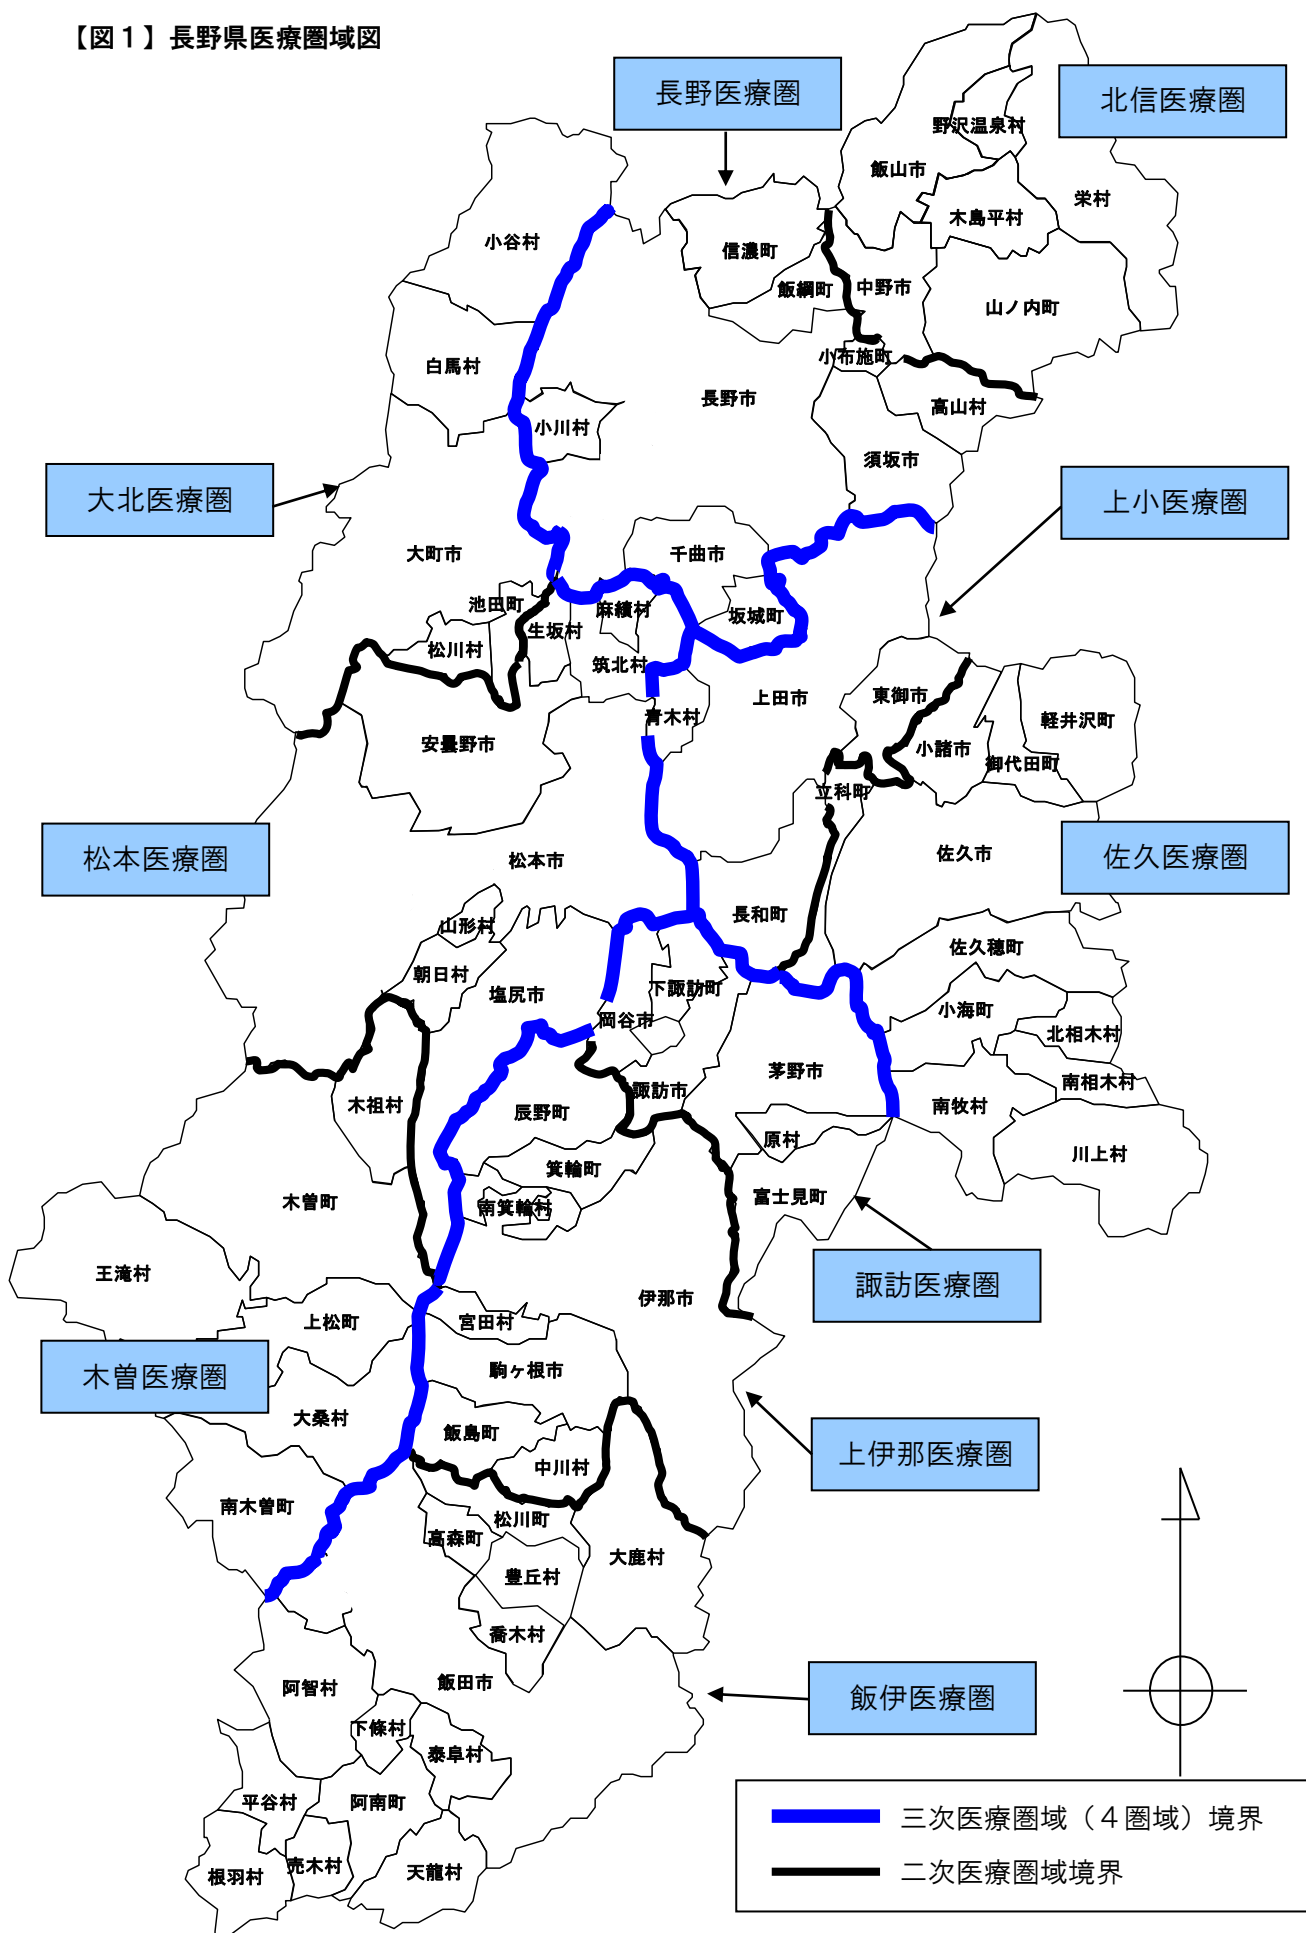 【図１】長野県医療圏域図
長野医療圏
北信医療圏
野沢温泉村
飯山市
栄村
木島平村
小谷村
信濃町
飯綱町
中野市
山ノ内町
小布施町
白馬村
長野市
高山村
小川村
須坂市
大北医療圏
上小医療圏
大町市
千曲市
池田町
麻績村
坂城町
生坂村
松川村
筑北村
上田市
東御市
青木村
軽井沢町
安曇野市
小諸市
御代田町
立科町
松本医療圏
松本市
佐久市
佐久医療圏
長和町
山形村
佐久穂町
朝日村
下諏訪町
塩尻市
小海町
岡谷市
北相木村
茅野市
南相木村
諏訪市
木祖村
辰野町
南牧村
原村
川上村
箕輪町
木曽町
富士見町
南箕輪村
王滝村
諏訪医療圏
伊那市
上松町
宮田村
木曽医療圏
駒ヶ根市
大桑村
飯島町
上伊那医療圏
中川村
南木曽町
松川町
高森町
大鹿村
豊丘村
喬木村
飯田市
阿智村
飯伊医療圏
下條村
泰阜村
平谷村
阿南町
三次医療圏域（４圏域）境界
売木村
天龍村
二次医療圏域境界
根羽村